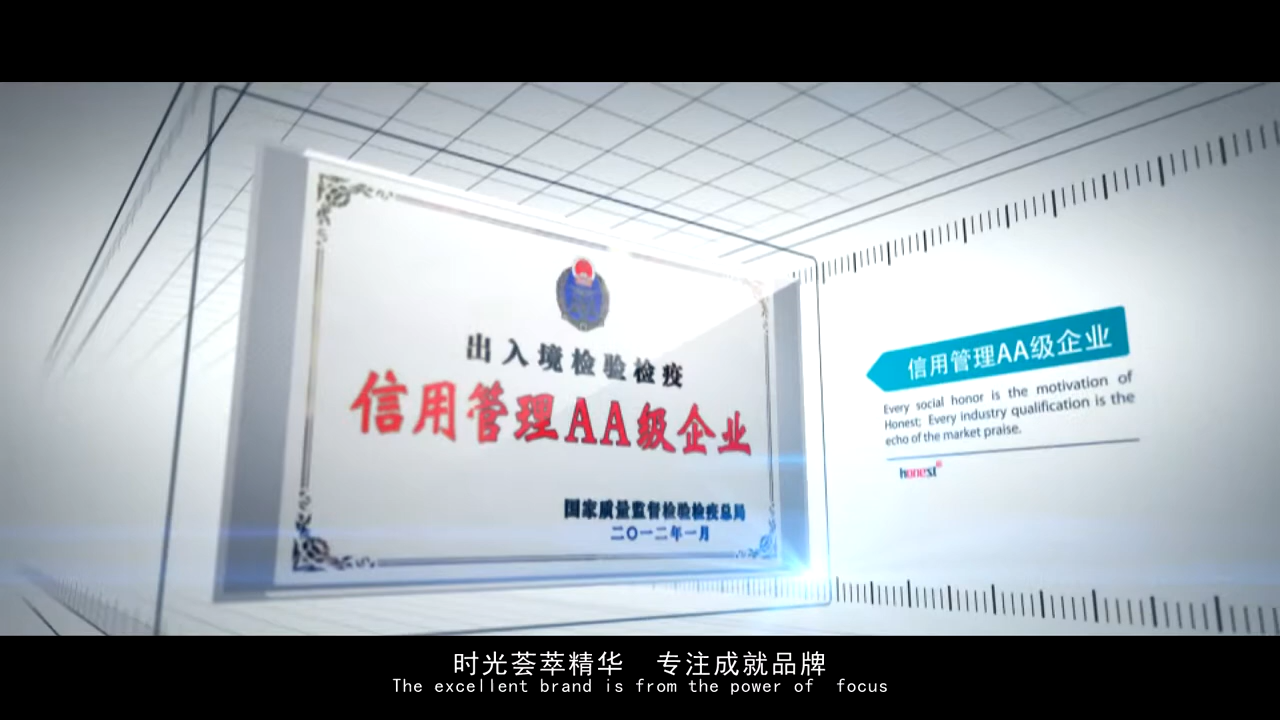 出入境检验检疫
信用管理AA级企业
国家质量监督检验检疫总局
二〇一二年一月
信用管理AA级企业
Every social honor is the motivation of
Honest; Every industry qualification is the
echo of the market praise.
honest
时光荟萃精华 专注成就品牌
The excellent brand is from the power of focus